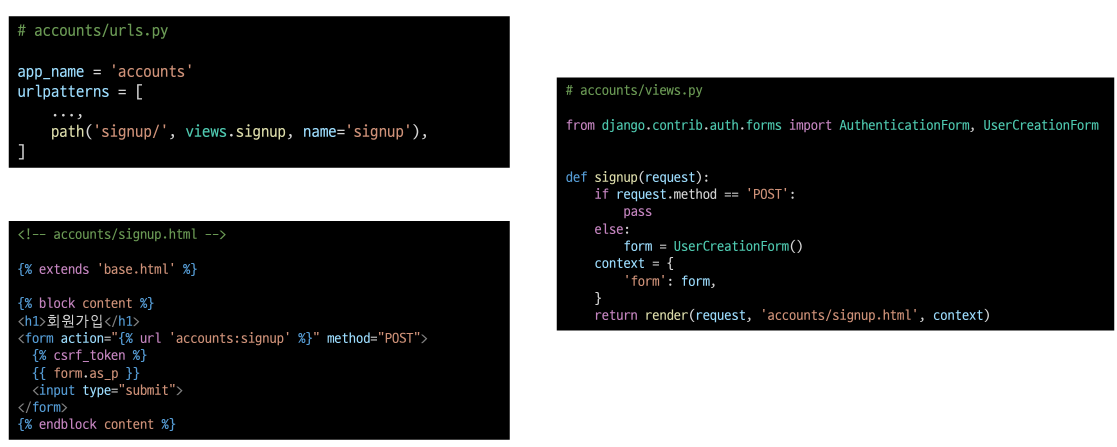 # accounts/urls.py
app_name = 'accounts'
urlpatterns = [
    ...,
    path('signup/', views.signup, name='signup'),
]
<!-- accounts/signup.html -->
{% extends 'base.html' %}
{% block content %}
<h1>회원가입</h1>
<form action="{% url 'accounts:signup' %}" method="POST">
  {% csrf_token %}
  {{ form.as_p }}
  <input type="submit">
</form>
{% endblock content %}
# accounts/views.py
from django.contrib.auth.forms import AuthenticationForm, UserCreationForm
def signup(request):
    if request.method == 'POST':
        pass
    else:
        form = UserCreationForm()
    context = {
        'form': form,
    }
    return render(request, 'accounts/signup.html', context)